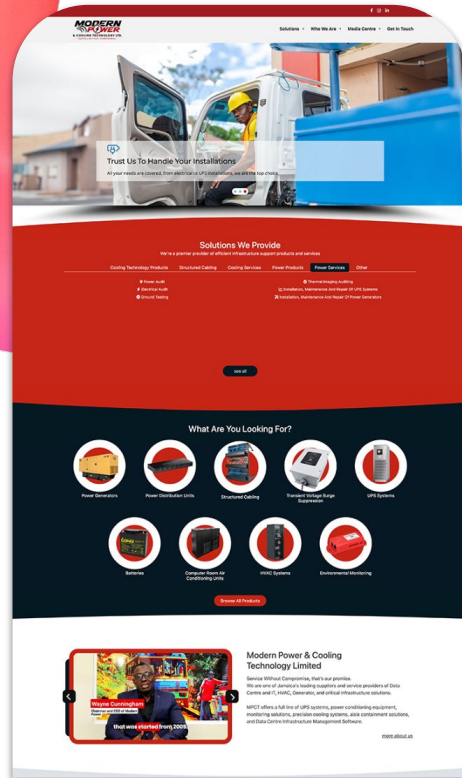 MODERN
POWER
& COOLING TECHNOLOGY LTD.
Solutions
Who We Are
Media Centre
Get In Touch
Trust Us To Handle Your Installations
All your needs are covered, from electrical to UPS installations, we are the top choice.
Solutions We Provide
We're a premier provider of efficient infrastructure support products and services
Cooling Technology Products
Structured Cabling
Cooling Services
Power Products
Power Services
Other
Power Audit
Electrical Audit
Ground Testing
Thermal Imaging Auditing
Installation, Maintenance And Repair Of UPS Systems
Installation, Maintenance And Repair Of Power Generators
see all
What Are You Looking For?
Power Generators
Power Distribution Units
Structured Cabling
Transient Voltage Surge
Suppression
UPS Systems
Batteries
Computer Room Air
Conditioning Units
HVAC Systems
Environmental Monitoring
Browse All Products
Wayne Cunningham
Chairman and CEO of Modern
Power
that was started from 2005.
Modern Power & Cooling
Technology Limited
Service Without Compromise, that's our promise.
We are one of Jamaica's leading suppliers and service providers of Data
Centre and IT, HVAC, Generator, and critical infrastructure solutions.
MPCT offers a full line of UPS systems, power conditioning equipment,
monitoring solutions, precision cooling systems, aisle containment solutions,
and Data Centre Infrastructure Management Software.
more about us